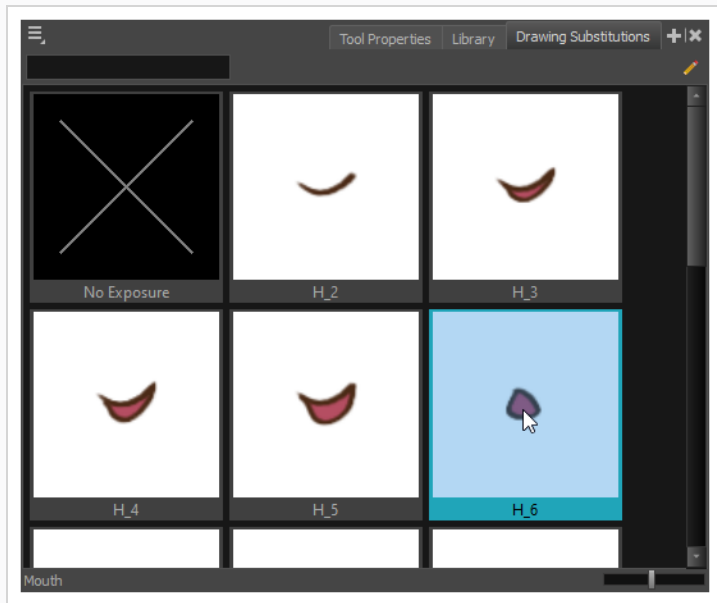 Tool Properties Library Drawing Substitutions
No Exposure H_2 H_3
H_4 H_5 H_6
Mouth